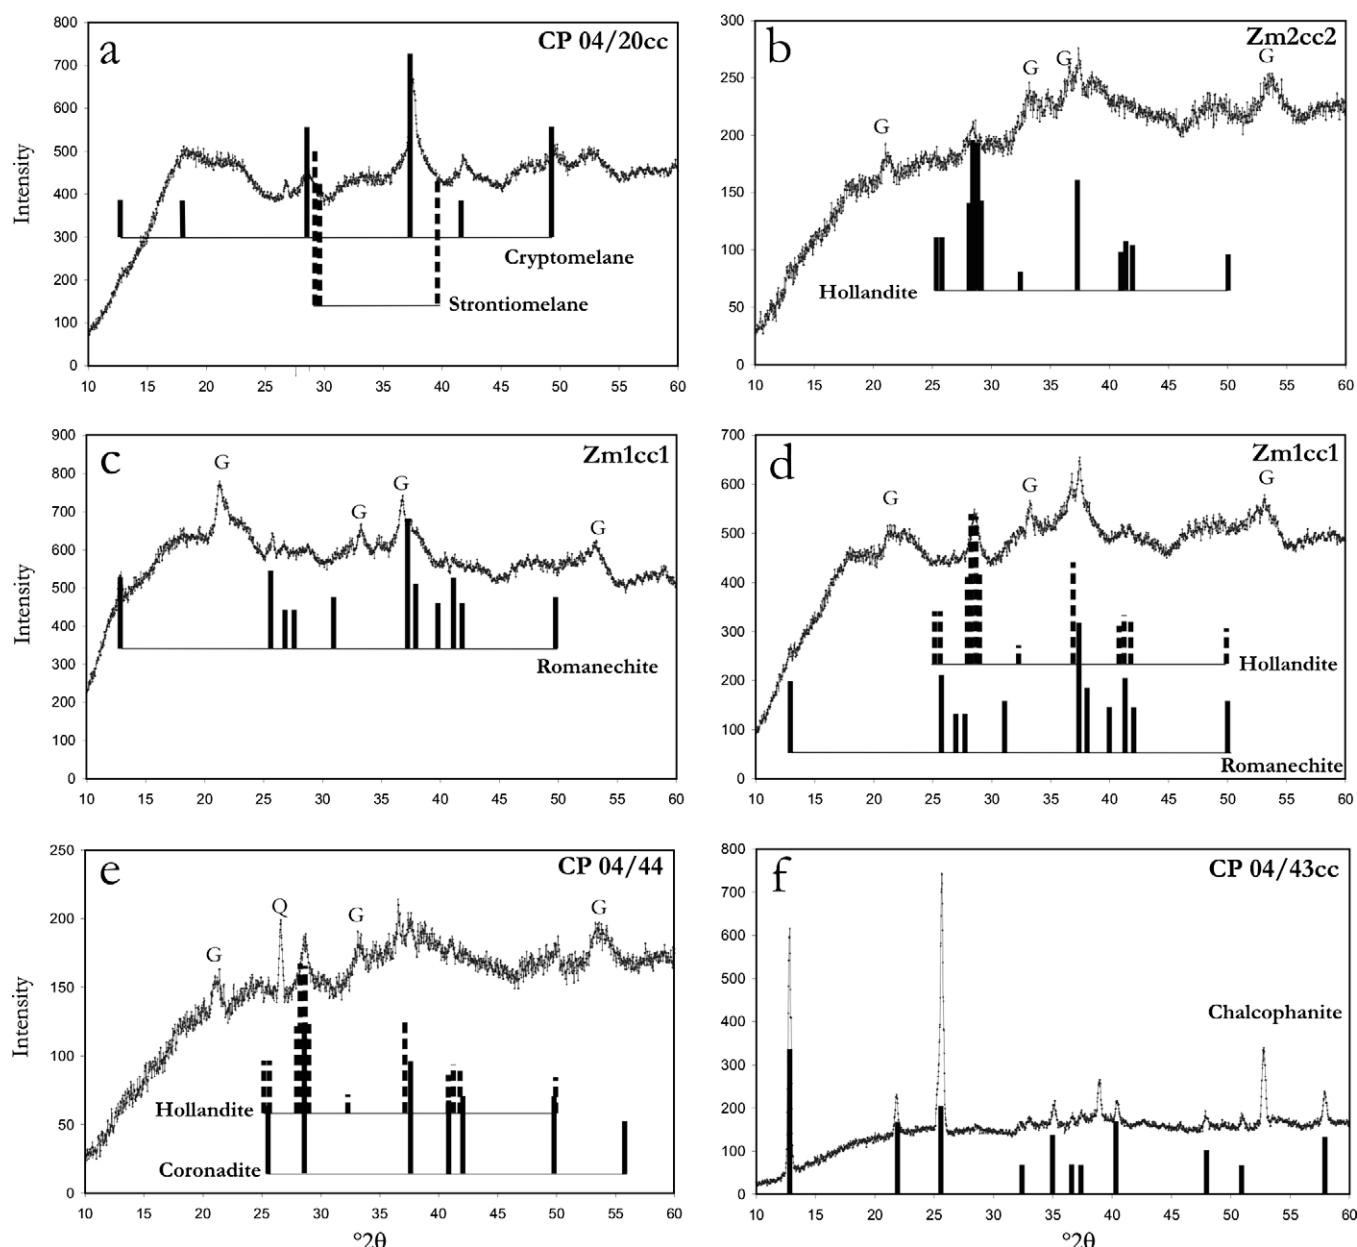 a
CP 04/20cc
800
700
600
500
400
300
200
100
0
Intensity
Cryptomelane
Strontiomelane
10 15 20 25 30 35 40 45 50 55 60
b
Zm2cc2
300
250
200
150
100
50
0
G G G G
Hollandite
10 15 20 25 30 35 40 45 50 55 60
c
Zm1cc1
900
800
700
600
500
400
300
200
100
0
Intensity
G G G G
Romanechite
10 15 21 25 30 35 40 45 50 55 60
d
Zm1cc1
700
600
500
400
300
200
100
0
G G G
Hollandite
Romanechite
10 15 21 25 30 35 40 45 50 55 60
e
CP 04/44
250
200
150
100
50
0
Intensity
G Q G G
Hollandite
Coronadite
10 15 21 25 30 35 40 45 50 55 60
°2θ
f
CP 04/43cc
800
700
600
500
400
300
200
100
0
Chalcophanite
10 15 21 25 30 35 40 45 50 55 60
°2θ